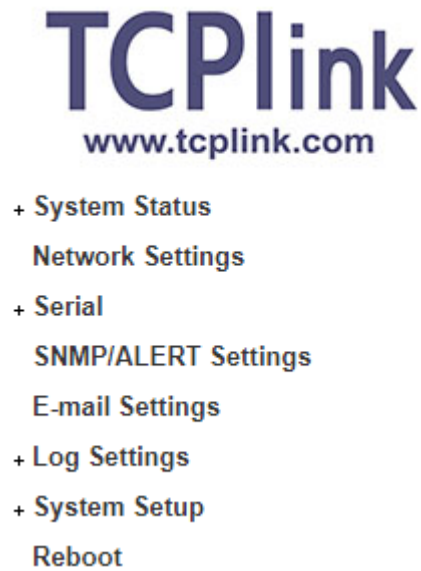 TCPlink
www.tcplink.com
+ System Status
Network Settings
+ Serial
SNMP/ALERT Settings
E-mail Settings
+ Log Settings
+ System Setup
Reboot